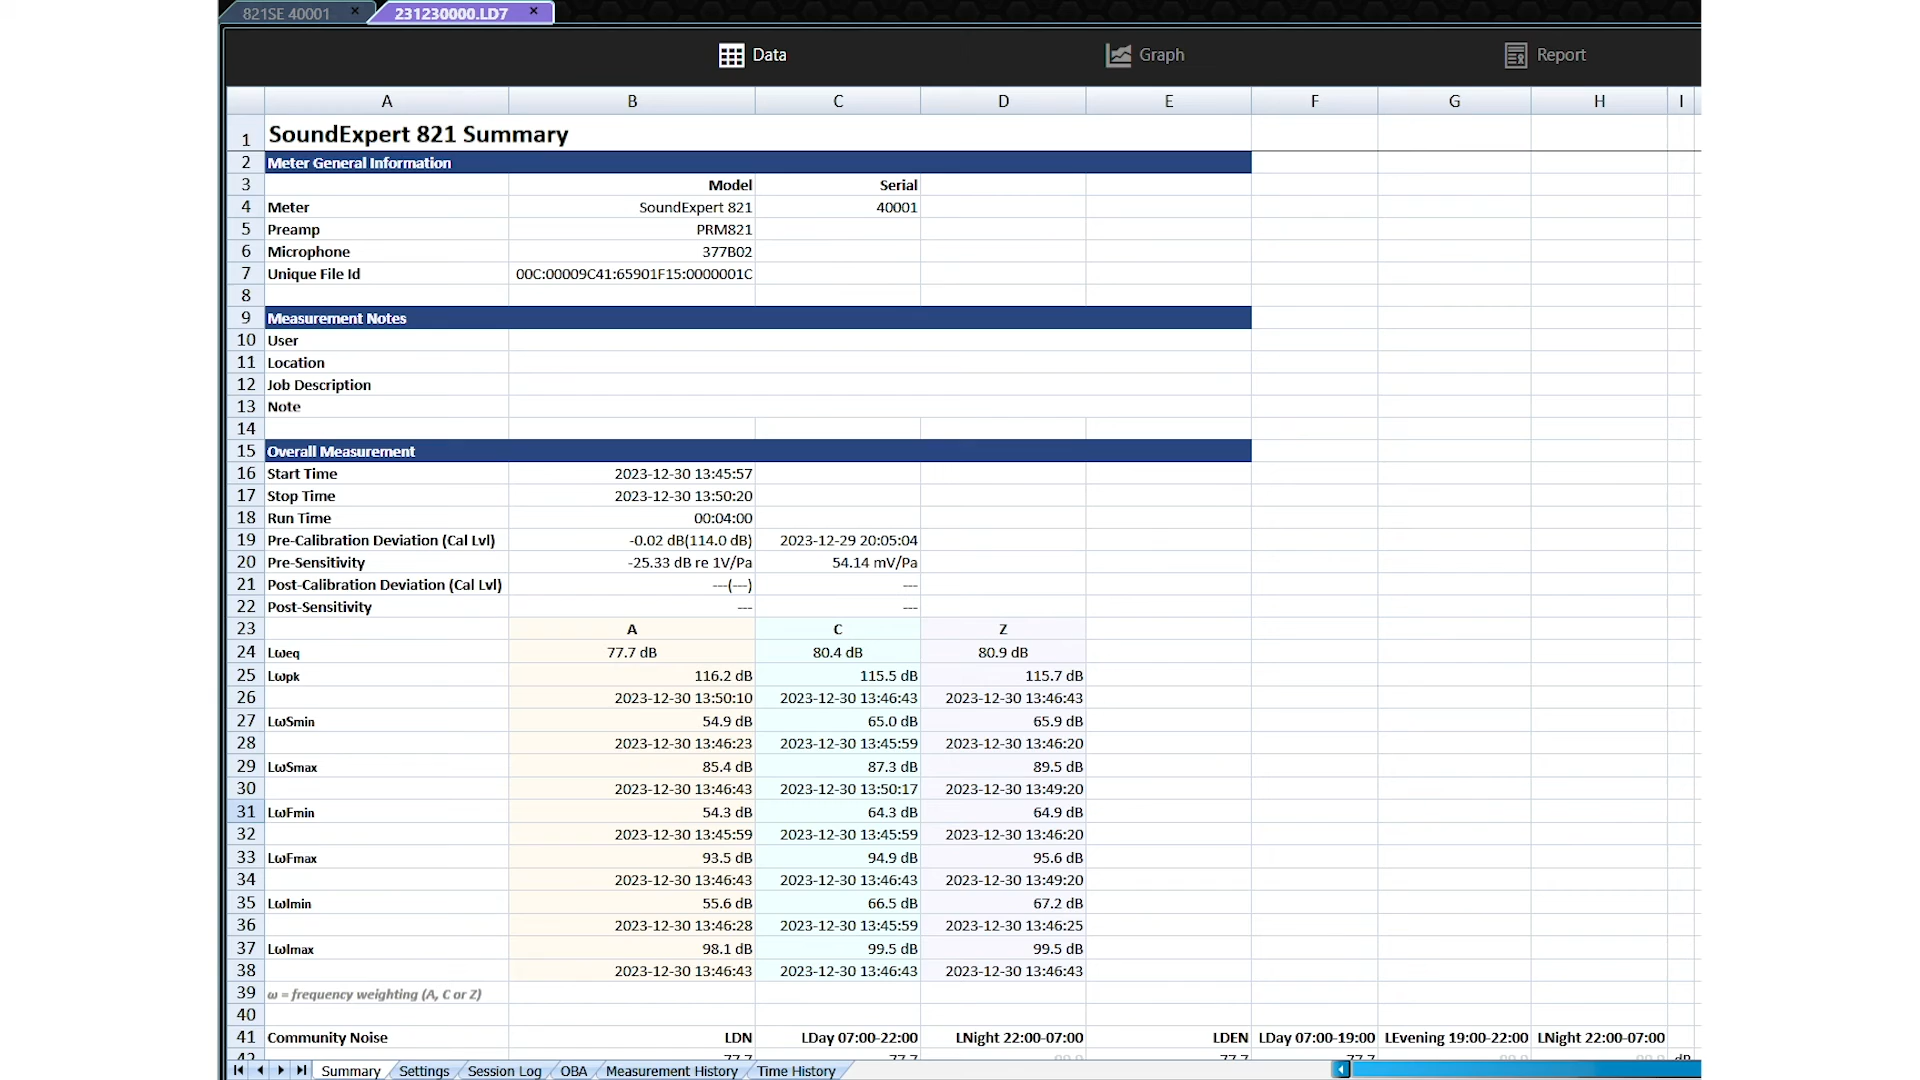 821SE 40001 × 231230000.LD7 ×
Data Graph Report
A B C D E F G H I
1 SoundExpert 821 Summary
2 Meter General Information
3 Model Serial
4 Meter SoundExpert 821 40001
5 Preamp PRM821
6 Microphone 377B02
7 Unique File Id 00C:00009C41:65901F15:0000001C
8
9 Measurement Notes
10 User
11 Location
12 Job Description
13 Note
14
15 Overall Measurement
16 Start Time 2023-12-30 13:45:57
17 Stop Time 2023-12-30 13:50:20
18 Run Time 00:04:00
19 Pre-Calibration Deviation (Cal Lvl) -0.02 dB(114.0 dB) 2023-12-29 20:05:04
20 Pre-Sensitivity -25.33 dB re 1V/Pa 54.14 mV/Pa
21 Post-Calibration Deviation (Cal Lvl) ---(---) ---
22 Post-Sensitivity --- ---
23 A C Z
24 Lωeq 77.7 dB 80.4 dB 80.9 dB
25 Lωpk 116.2 dB 115.5 dB 115.7 dB
26 2023-12-30 13:50:10 2023-12-30 13:46:43 2023-12-30 13:46:43
27 LωSmin 54.9 dB 65.0 dB 65.9 dB
28 2023-12-30 13:46:23 2023-12-30 13:45:59 2023-12-30 13:46:20
29 LωSmax 85.4 dB 87.3 dB 89.5 dB
30 2023-12-30 13:46:43 2023-12-30 13:50:17 2023-12-30 13:49:20
31 LωFmin 54.3 dB 64.3 dB 64.9 dB
32 2023-12-30 13:45:59 2023-12-30 13:45:59 2023-12-30 13:46:20
33 LωFmax 93.5 dB 94.9 dB 95.6 dB
34 2023-12-30 13:46:43 2023-12-30 13:46:43 2023-12-30 13:49:20
35 LωImin 55.6 dB 66.5 dB 67.2 dB
36 2023-12-30 13:46:28 2023-12-30 13:45:59 2023-12-30 13:46:25
37 LωImax 98.1 dB 99.5 dB 99.5 dB
38 2023-12-30 13:46:43 2023-12-30 13:46:43 2023-12-30 13:46:43
39 ω = frequency weighting (A, C or Z)
40
41 Community Noise LDN LDay 07:00-22:00 LNight 22:00-07:00 LDEN LDay 07:00-19:00 LEvening 19:00-22:00 LNight 22:00-07:00
42 77.7 77.7 77.7 77.7 dB
Summary Settings Session Log OBA Measurement History Time History